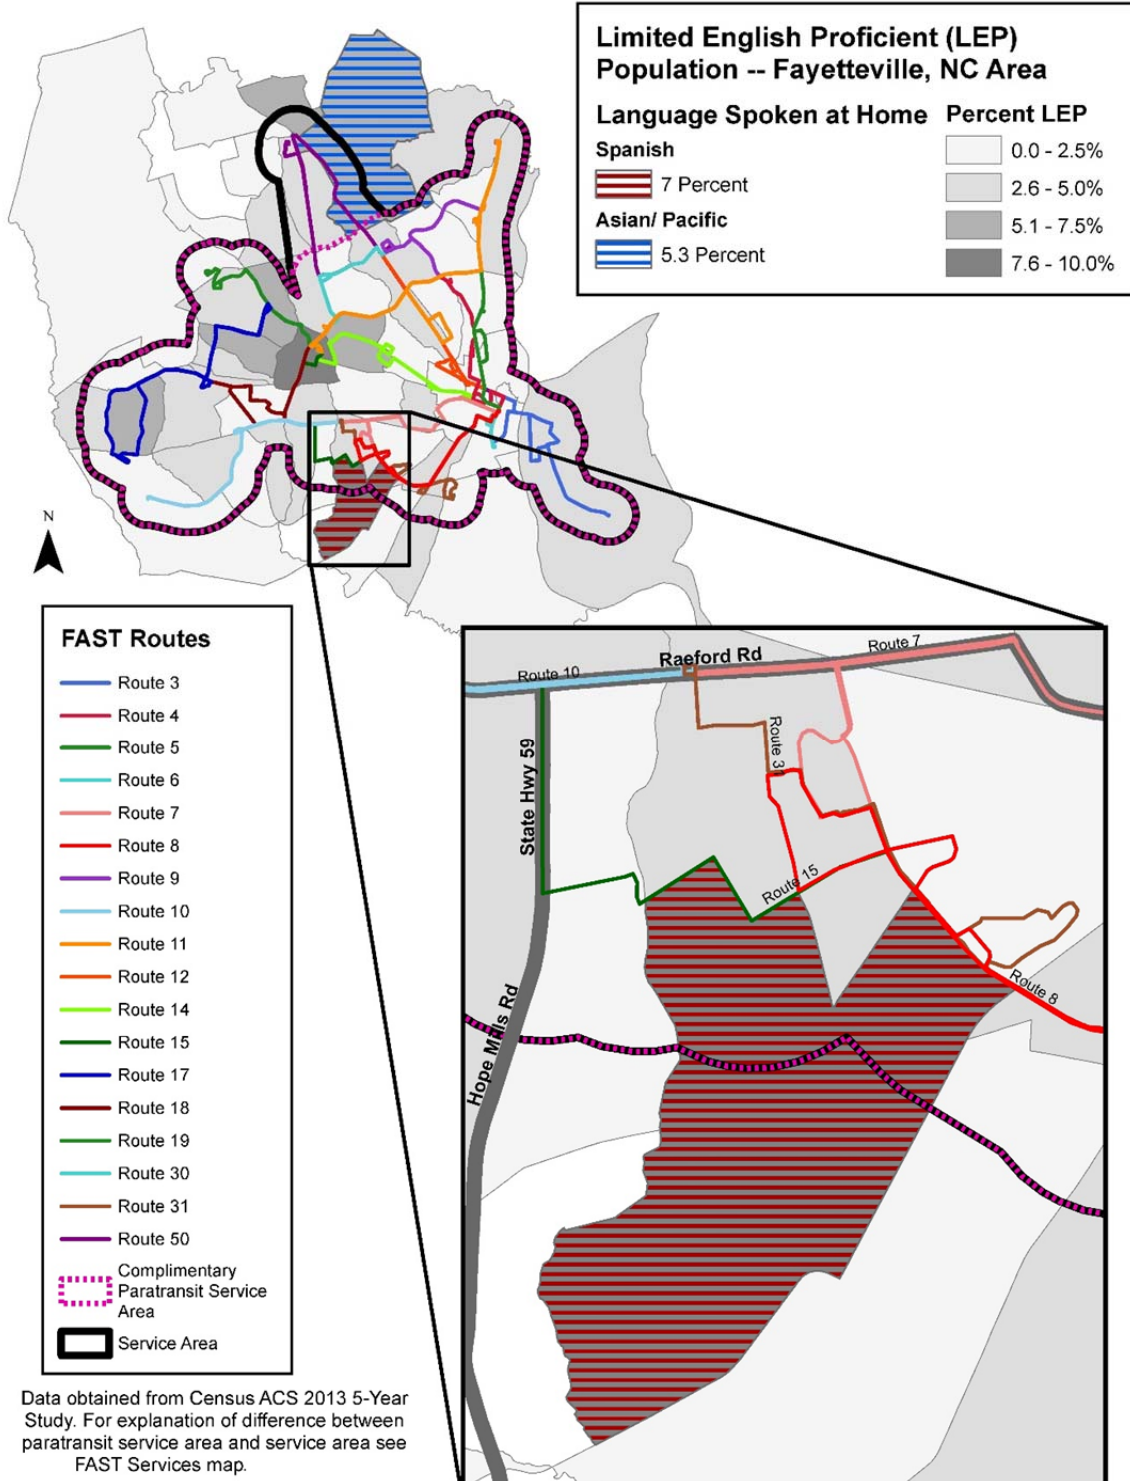 Limited English Proficient (LEP)
Population -- Fayetteville, NC Area
Language Spoken at Home
Spanish
7 Percent
Asian/ Pacific
5.3 Percent
Percent LEP
0.0 - 2.5%
2.6 - 5.0%
5.1 - 7.5%
7.6 - 10.0%
N
FAST Routes
Route 3
Route 4
Route 5
Route 6
Route 7
Route 8
Route 9
Route 10
Route 11
Route 12
Route 14
Route 15
Route 17
Route 18
Route 19
Route 30
Route 31
Route 50
Complimentary
Paratransit Service
Area
Service Area
Data obtained from Census ACS 2013 5-Year
Study. For explanation of difference between
paratransit service area and service area see
FAST Services map.
Route 7
Raeford Rd
Route 10
Route 31
State Hwy 59
Route 15
Route 8
Hope Mills Rd